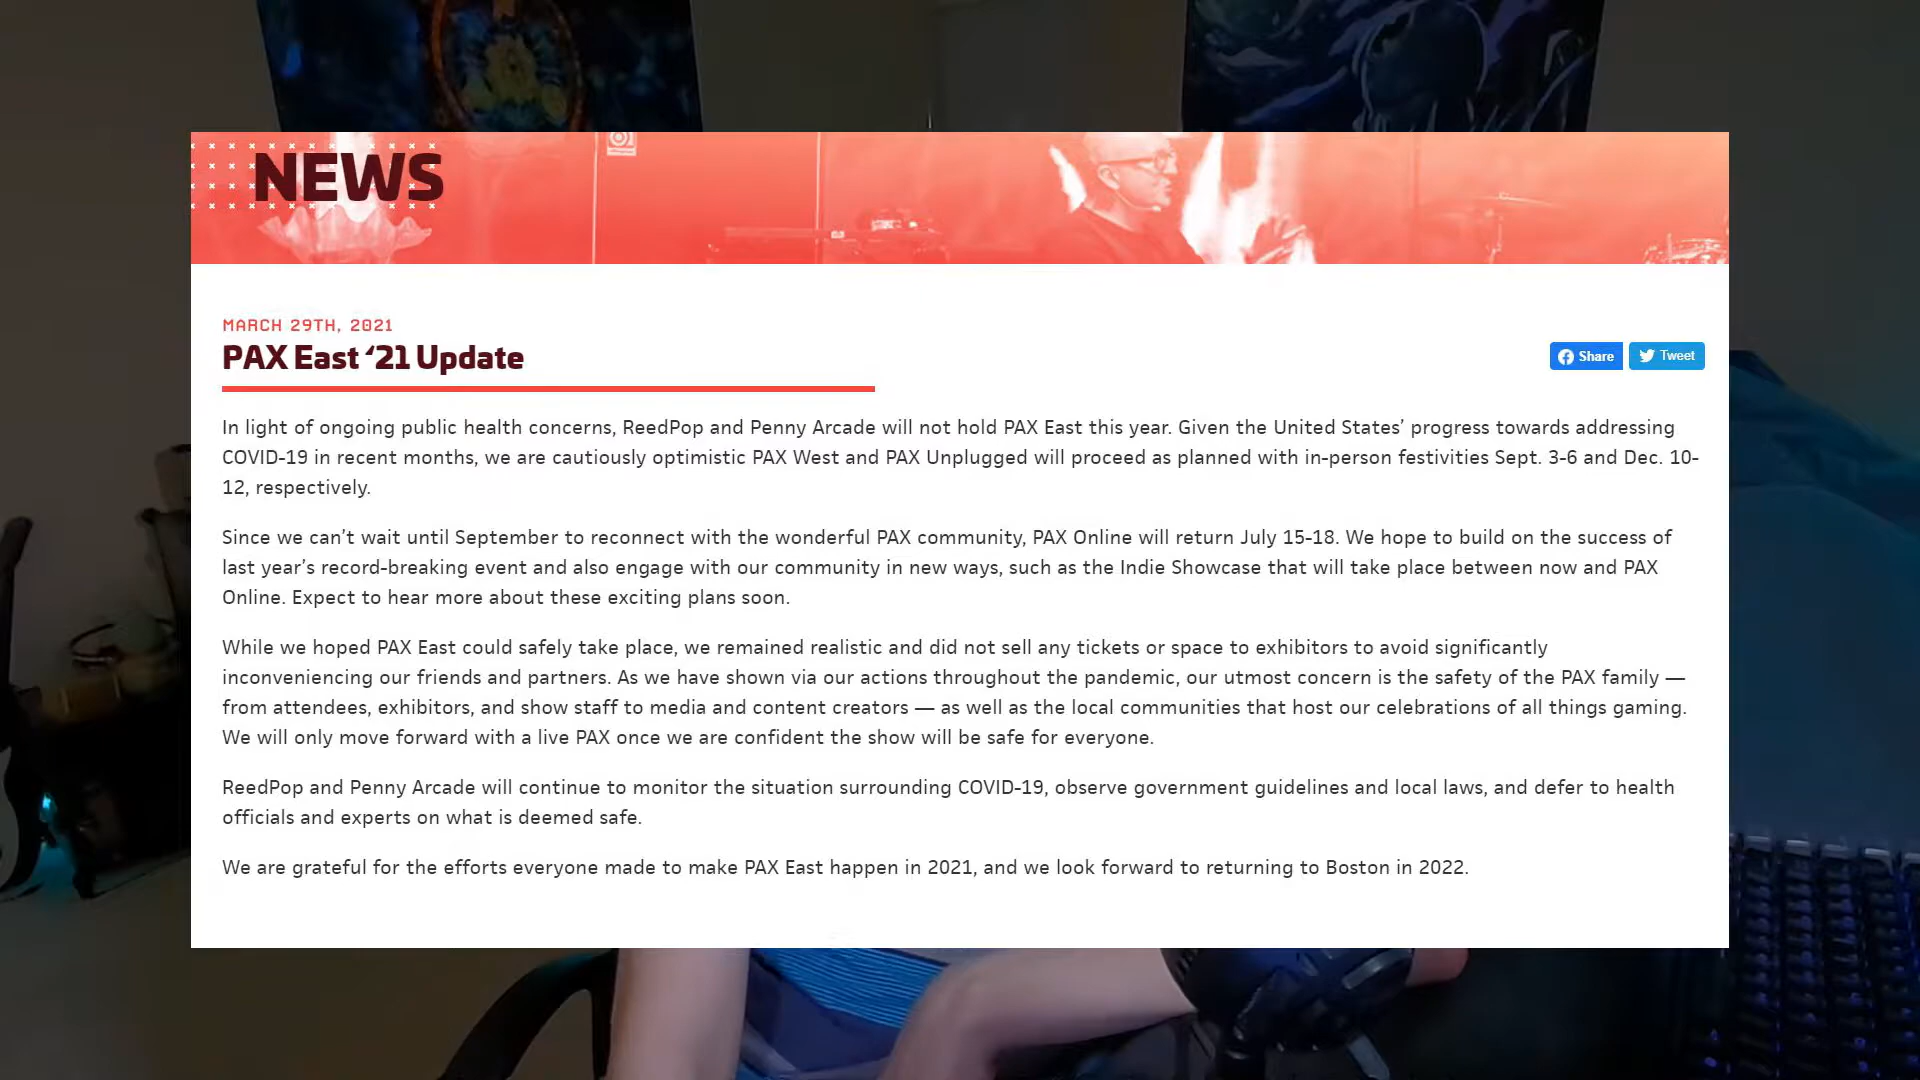 NEWS
MARCH 29TH, 2021
PAX East ‘21 Update
Share
Tweet
In light of ongoing public health concerns, ReedPop and Penny Arcade will not hold PAX East this year. Given the United States’ progress towards addressing
COVID-19 in recent months, we are cautiously optimistic PAX West and PAX Unplugged will proceed as planned with in-person festivities Sept. 3-6 and Dec. 10-
12, respectively.
Since we can’t wait until September to reconnect with the wonderful PAX community, PAX Online will return July 15-18. We hope to build on the success of
last year’s record-breaking event and also engage with our community in new ways, such as the Indie Showcase that will take place between now and PAX
Online. Expect to hear more about these exciting plans soon.
While we hoped PAX East could safely take place, we remained realistic and did not sell any tickets or space to exhibitors to avoid significantly
inconveniencing our friends and partners. As we have shown via our actions throughout the pandemic, our utmost concern is the safety of the PAX family —
from attendees, exhibitors, and show staff to media and content creators — as well as the local communities that host our celebrations of all things gaming.
We will only move forward with a live PAX once we are confident the show will be safe for everyone.
ReedPop and Penny Arcade will continue to monitor the situation surrounding COVID-19, observe government guidelines and local laws, and defer to health
officials and experts on what is deemed safe.
We are grateful for the efforts everyone made to make PAX East happen in 2021, and we look forward to returning to Boston in 2022.